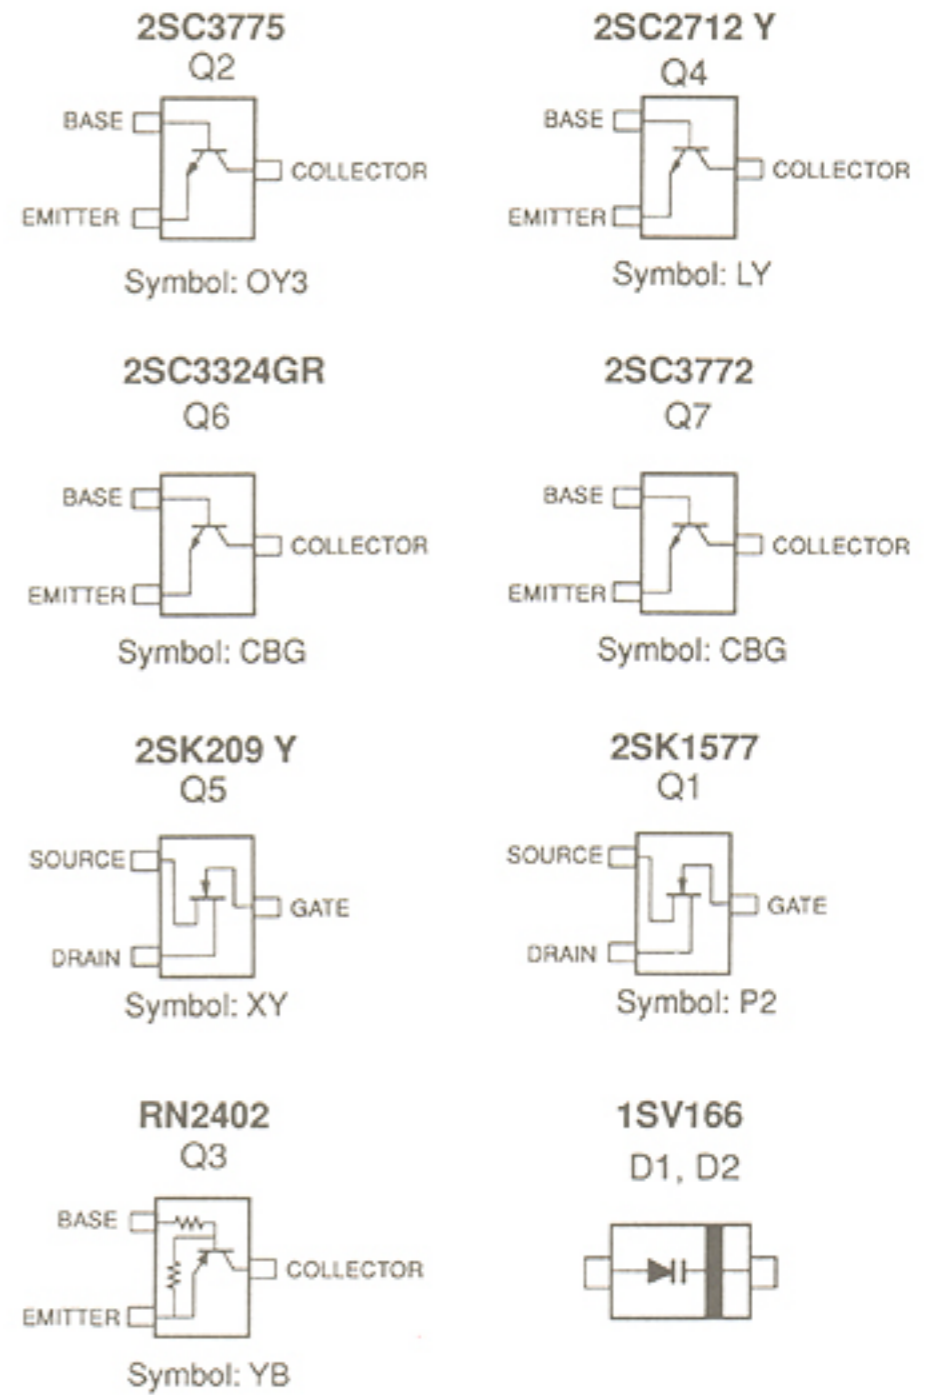 2SC3775
Q2
BASE
COLLECTOR
EMITTER
Symbol: OY3
2SC2712 Y
Q4
BASE
COLLECTOR
EMITTER
Symbol: LY
2SC3324GR
Q6
BASE
COLLECTOR
EMITTER
Symbol: CBG
2SC3772
Q7
BASE
COLLECTOR
EMITTER
Symbol: CBG
2SK209 Y
Q5
SOURCE
GATE
DRAIN
Symbol: XY
2SK1577
Q1
SOURCE
GATE
DRAIN
Symbol: P2
RN2402
Q3
BASE
COLLECTOR
EMITTER
Symbol: YB
1SV166
D1, D2